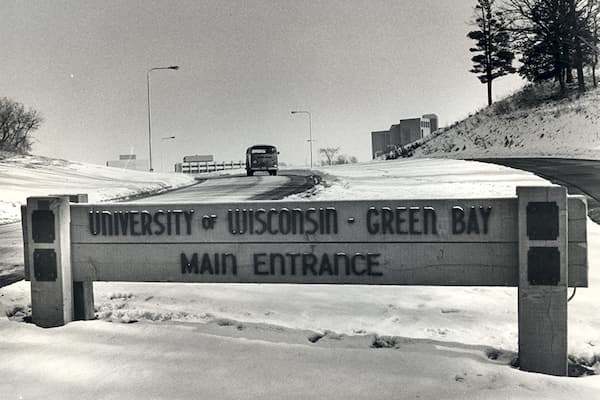 UNIVERSITY OF WISCONSIN - GREEN BAY
MAIN ENTRANCE